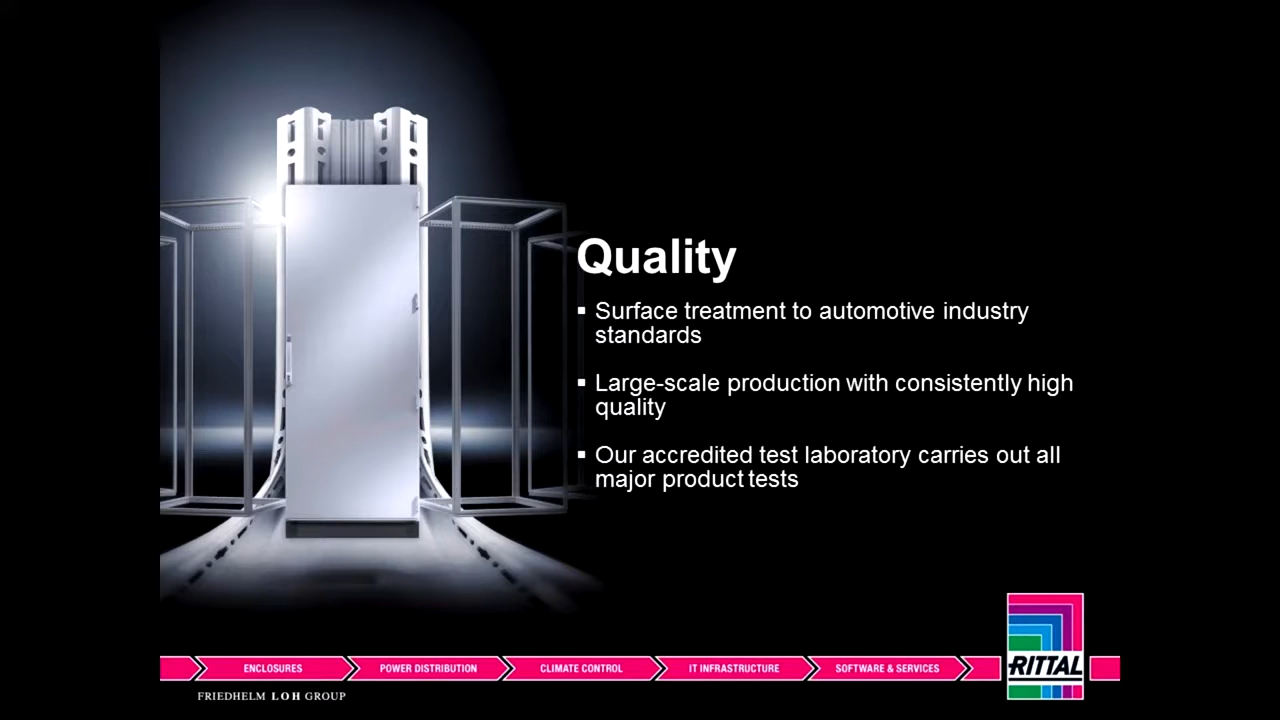 Quality
▪ Surface treatment to automotive industry
standards
▪ Large-scale production with consistently high
quality
▪ Our accredited test laboratory carries out all
major product tests
ENCLOSURES
POWER DISTRIBUTION
CLIMATE CONTROL
IT INFRASTRUCTURE
SOFTWARE & SERVICES
RITTAL
FRIEDHELM LOH GROUP